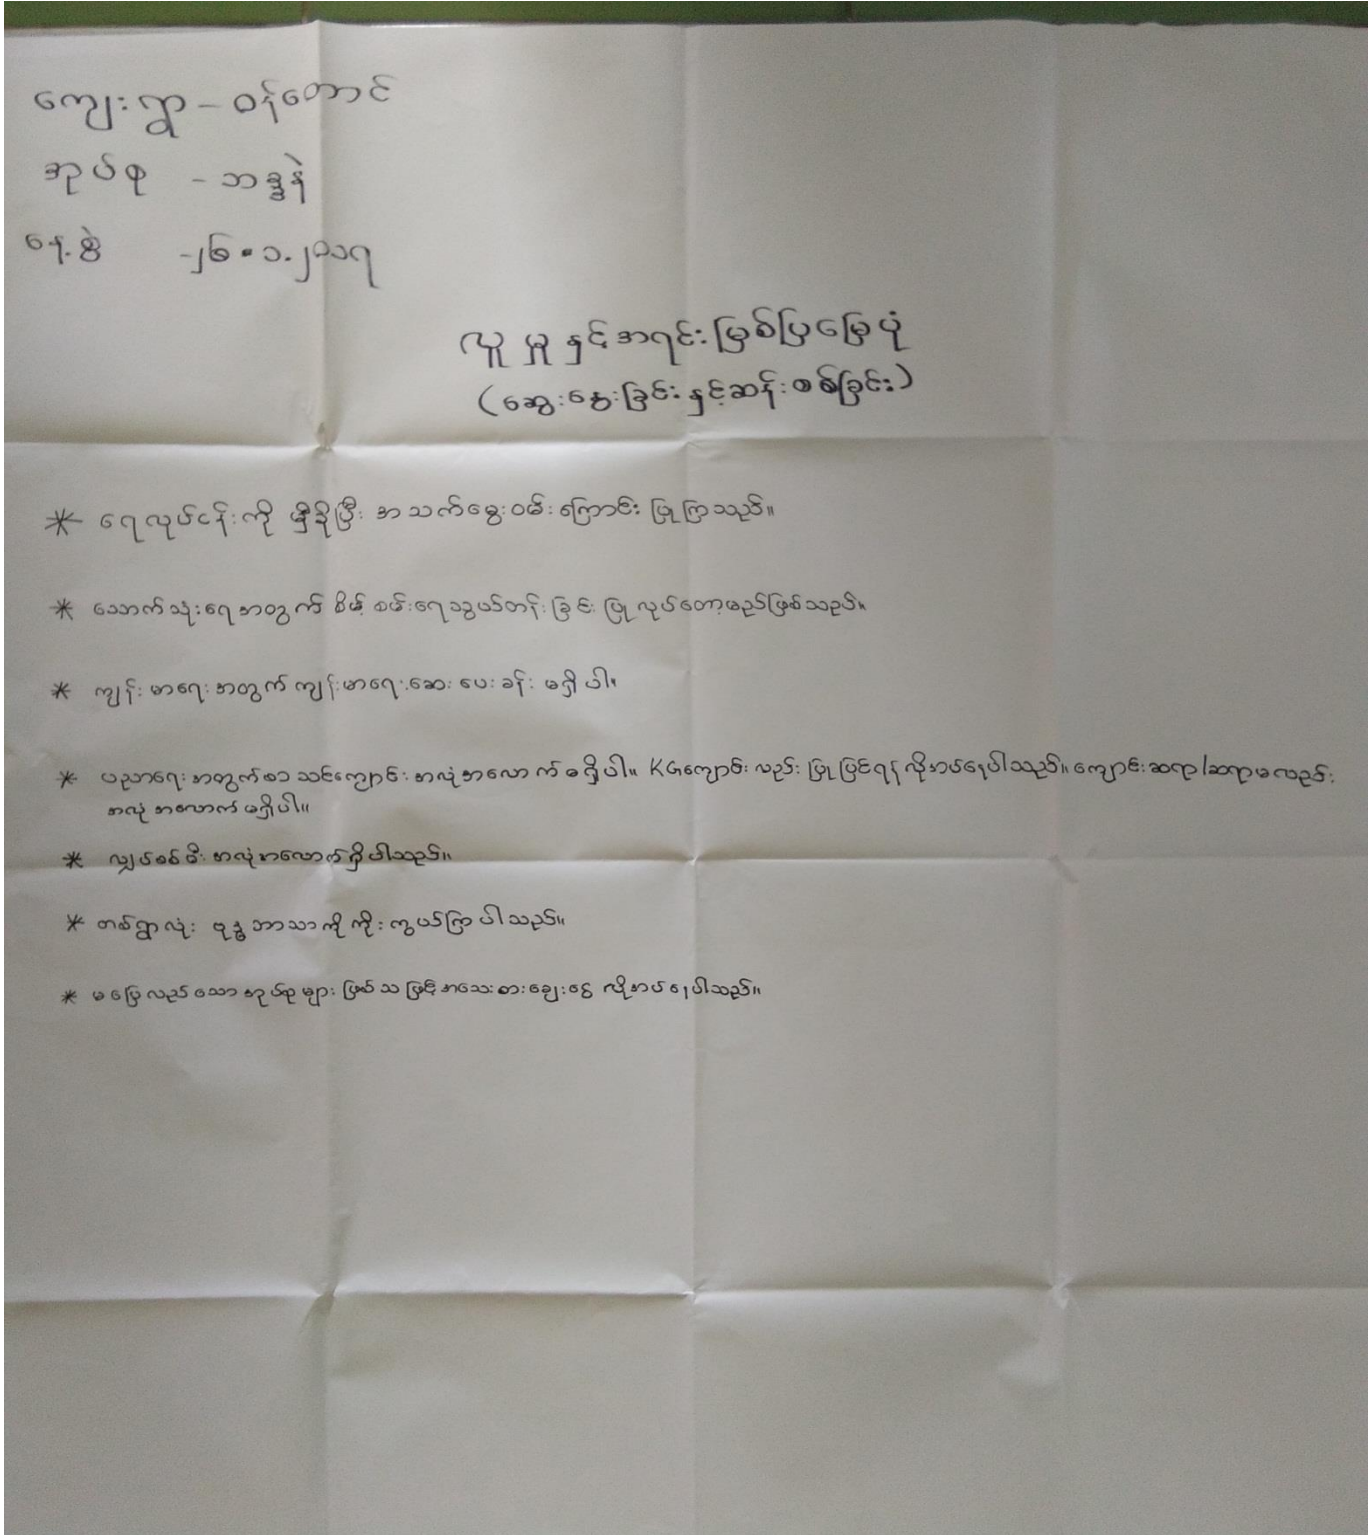 ကျေးရွာ - ဝန်တောင်
အုပ်စု - ဘဒ္ဒနဲ
နေ့စွဲ - ၂၆.၁.၂၀၁၇
လူမှုနှင့်အရင်းမြစ်ပြမြေပုံ
(ဆွေးနွေးခြင်းနှင့်ဆန်းစစ်ခြင်း)
* ရေလုပ်ငန်းကို မှီခိုပြီး အသက်မွေးဝမ်းကြောင်း ပြုကြသည်။
* သောက်သုံးရေအတွက် စိမ့်စမ်းရေသွယ်တန်းခြင်း ပြုလုပ်တော့မည်ဖြစ်သည်။
* ကျန်းမာရေးအတွက် ကျန်းမာရေးဆေးပေးခန်း မရှိပါ။
* ပညာရေးအတွက်စာသင်ကျောင်းအလုံအလောက်မရှိပါ။ KGကျောင်းလည်း ပြုပြင်ရန်လိုအပ်နေပါသည်။ ကျောင်းဆရာ/ဆရာမလည်း
အလုံအလောက်မရှိပါ။
* လျှပ်စစ်မီးအလုံအလောက်ရှိပါသည်။
* တစ်ရွာလုံး ဗုဒ္ဓဘာသာကိုကိုးကွယ်ကြပါသည်။
* မပြေလည်သော အုပ်စုများ ဖြစ်သဖြင့်အသေးစားချေးငွေ လိုအပ်နေပါသည်။